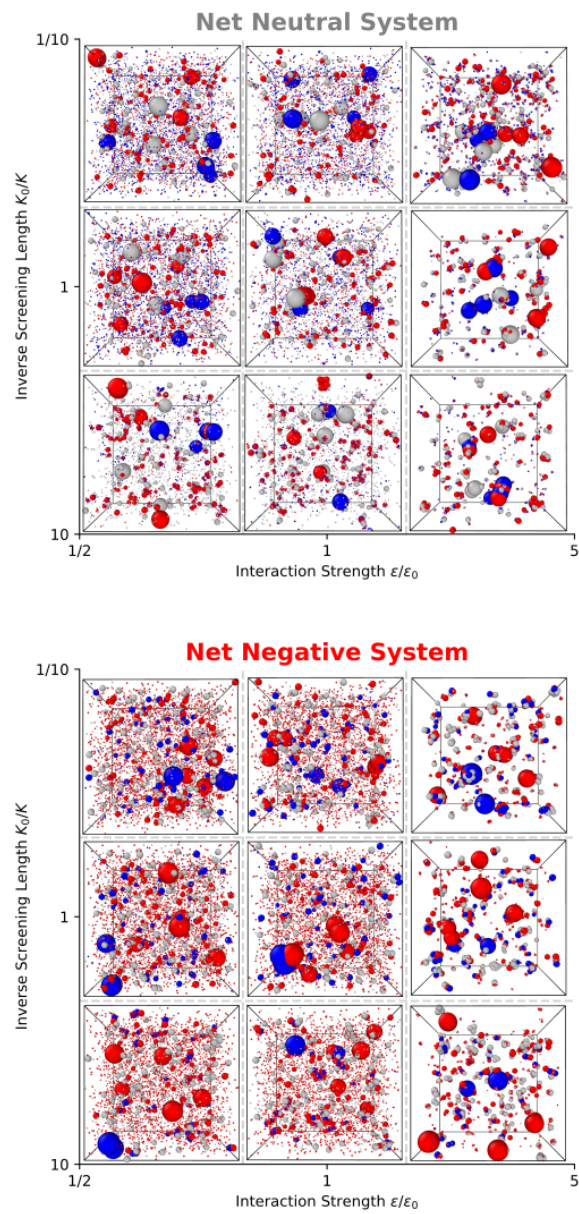 Net Neutral System
1/10
Inverse Screening Length K₀/K
1
10
1/2
1
5
Interaction Strength ε/ε₀
Net Negative System
1/10
Inverse Screening Length K₀/K
1
10
1/2
1
5
Interaction Strength ε/ε₀